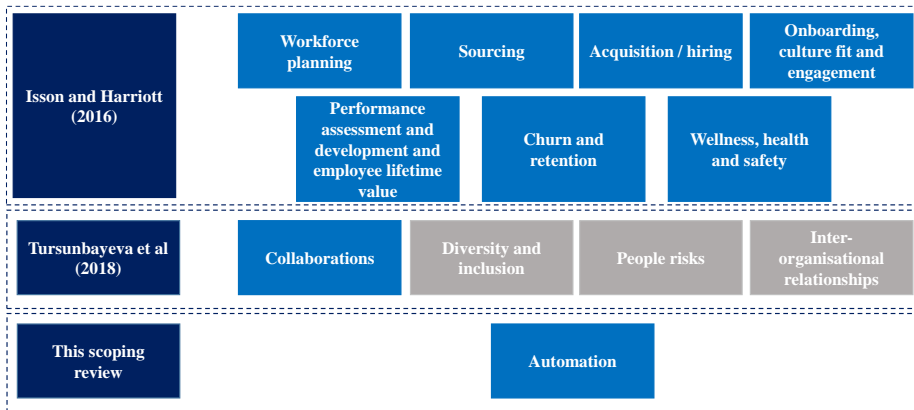 Isson and Harriott
(2016)
Workforce
planning
Sourcing
Acquisition / hiring
Onboarding,
culture fit and
engagement
Performance
assessment and
development and
employee lifetime
value
Churn and
retention
Wellness, health
and safety
Tursunbayeva et al
(2018)
Collaborations
Diversity and
inclusion
People risks
Inter-
organisational
relationships
This scoping
review
Automation